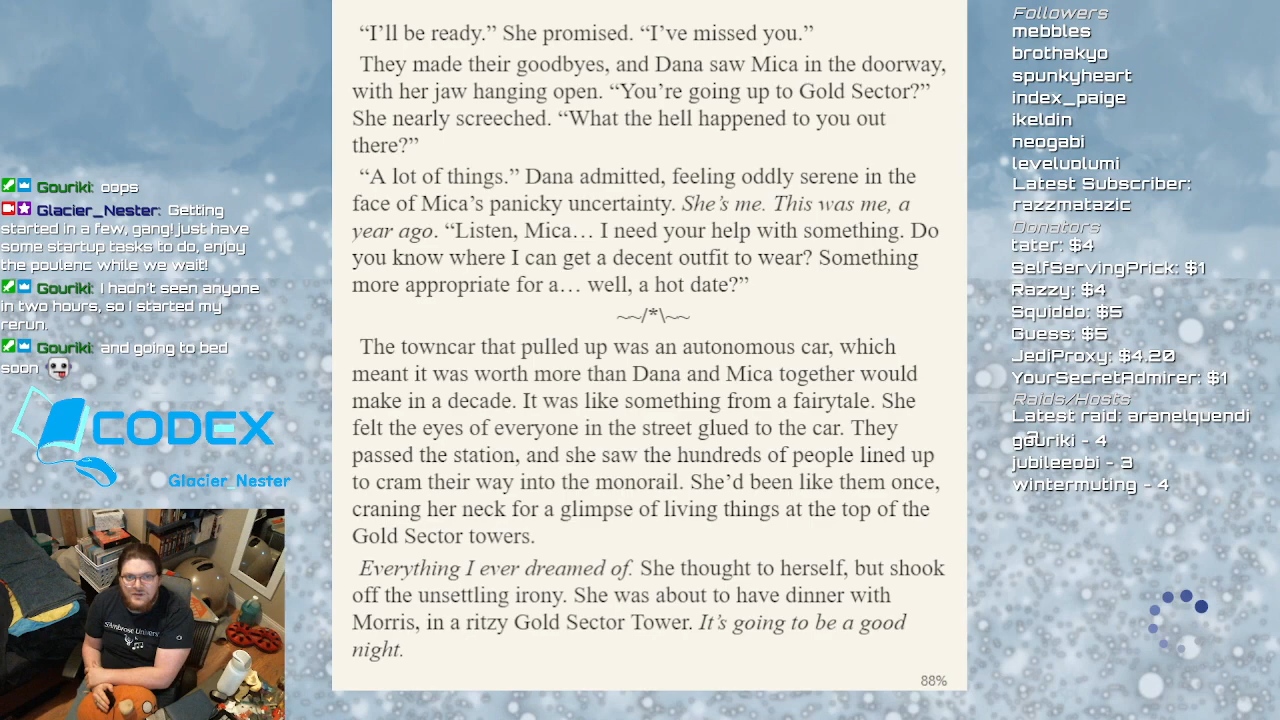 “I’ll be ready.” She promised. “I’ve missed you.”
They made their goodbyes, and Dana saw Mica in the doorway,
with her jaw hanging open. “You’re going up to Gold Sector?”
She nearly screeched. “What the hell happened to you out
there?”
“A lot of things.” Dana admitted, feeling oddly serene in the
face of Mica’s panicky uncertainty. She’s me. This was me, a
year ago. “Listen, Mica… I need your help with something. Do
you know where I can get a decent outfit to wear? Something
more appropriate for a… well, a hot date?”
~~/*\~~
The towncar that pulled up was an autonomous car, which
meant it was worth more than Dana and Mica together would
make in a decade. It was like something from a fairytale. She
felt the eyes of everyone in the street glued to the car. They
passed the station, and she saw the hundreds of people lined up
to cram their way into the monorail. She’d been like them once,
craning her neck for a glimpse of living things at the top of the
Gold Sector towers.
Everything I ever dreamed of. She thought to herself, but shook
off the unsettling irony. She was about to have dinner with
Morris, in a ritzy Gold Sector Tower. It’s going to be a good
night.
88%
Gouriki: oops
Glacier_Nester: Getting
started in a few, gang! just have
some startup tasks to do, enjoy
the poulenc while we wait!
Gouriki: I hadn't seen anyone
in two hours, so I started my
rerun.
Gouriki: and going to bed
soon
CODEX
Glacier_Nester
Followers
mebbles
brothakyo
spunkyheart
index_paige
ikeldin
neogabi
leveluplumi
Latest Subscriber:
razzmatazic
Donators
tater: $4
SelfServingPrick: $1
Razzy: $4
Squiddo: $5
Guess: $5
JediProxy: $4.20
YourSecretAdmirer: $1
Raids/Hosts
Latest raid: aranelquendi
gouriki - 4
jubileepbi - 3
wintermuting - 4